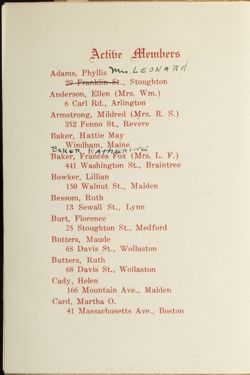 Active Members
Adams, Phyllis Mrs. LEONARD
29 Franklin St., Stoughton
Anderson, Ellen (Mrs. Wm.)
6 Carl Rd., Arlington
Armstrong, Mildred (Mrs. R. S.)
352 Fenno St., Revere
Baker, Hattie May
Windham, Maine
BAKER, KATHERINE
Baker, Frances Fox (Mrs. L. F.)
441 Washington St., Braintree
Bowker, Lillian
150 Walnut St., Malden
Bessom, Ruth
13 Sewall St., Lynn
Burt, Florence
25 Stoughton St., Medford
Butters, Maude
68 Davis St., Wollaston
Butters, Ruth
68 Davis St., Wollaston
Cady, Helen
166 Mountain Ave., Malden
Card, Martha O.
41 Massachusetts Ave., Boston